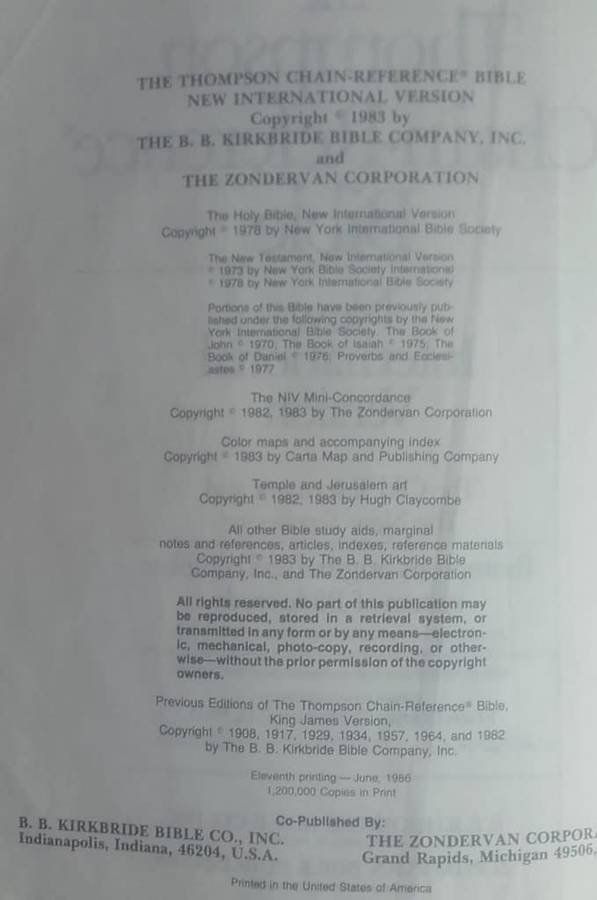 THE THOMPSON CHAIN-REFERENCE® BIBLE
NEW INTERNATIONAL VERSION
Copyright © 1983 by
THE B. B. KIRKBRIDE BIBLE COMPANY, INC.
and
THE ZONDERVAN CORPORATION
The Holy Bible, New International Version
Copyright © 1978 by New York International Bible Society
The New Testament, New International Version
© 1973 by New York Bible Society International
© 1978 by New York International Bible Society
Portions of this Bible have been previously pub-
lished under the following copyrights by the New
York International Bible Society. The Book of
John © 1970; The Book of Isaiah © 1975; The
Book of Daniel © 1976; Proverbs and Ecclesi-
astes © 1977
The NIV Mini-Concordance
Copyright © 1982, 1983 by The Zondervan Corporation
Color maps and accompanying index
Copyright © 1983 by Carta Map and Publishing Company
Temple and Jerusalem art
Copyright © 1982, 1983 by Hugh Claycombe
All other Bible study aids, marginal
notes and references, articles, indexes, reference materials
Copyright © 1983 by The B. B. Kirkbride Bible
Company, Inc., and The Zondervan Corporation
All rights reserved. No part of this publication may
be reproduced, stored in a retrieval system, or
transmitted in any form or by any means—electron-
ic, mechanical, photo-copy, recording, or other-
wise—without the prior permission of the copyright
owners.
Previous Editions of The Thompson Chain-Reference® Bible,
King James Version,
Copyright © 1908, 1917, 1929, 1934, 1957, 1964, and 1982
by The B. B. Kirkbride Bible Company, Inc.
Eleventh printing — June, 1986
1,200,000 Copies in Print
Co-Published By:
B. B. KIRKBRIDE BIBLE CO., INC.
Indianapolis, Indiana, 46204, U.S.A.
THE ZONDERVAN CORPOR
Grand Rapids, Michigan 49506,
Printed in the United States of America